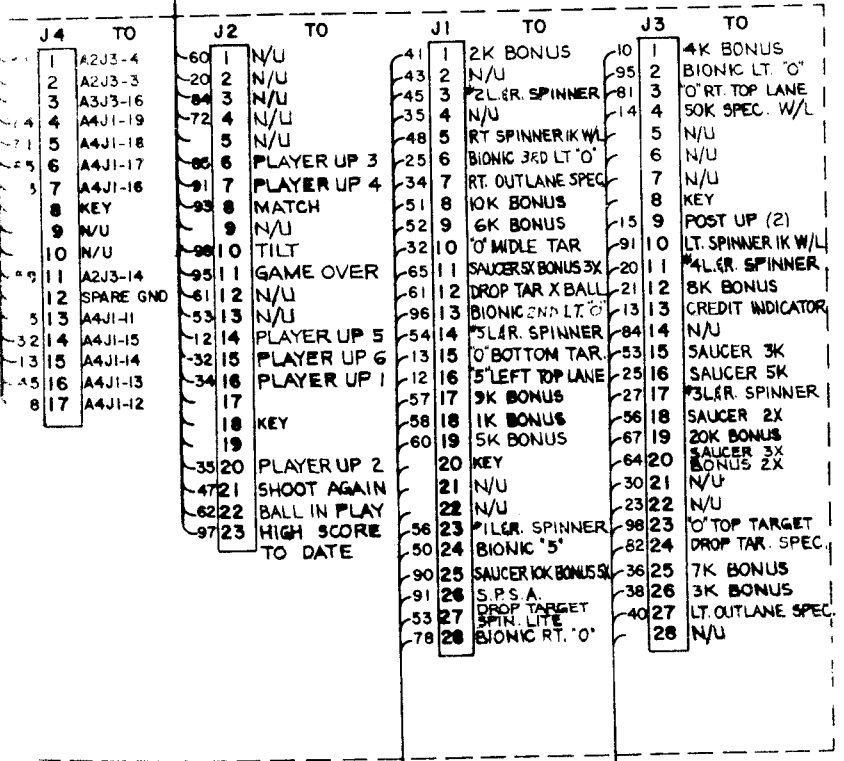 J4 TO
1 A2J3-4
2 A2J3-3
3 A3J3-16
4 A4J1-19
5 A4J1-18
6 A4J1-17
7 A4J1-16
8 KEY
9 N/U
10 N/U
11 A2J3-14
12 SPARE GND
5 13 A4J1-11
-32 14 A4J1-15
-13 15 A4J1-14
16 A4J1-13
8 17 A4J1-12
J2 TO
-60 1 N/U
-20 2 N/U
-84 3 N/U
-72 4 N/U
5 N/U
-85 6 PLAYER UP 3
-91 7 PLAYER UP 4
-93 8 MATCH
9 N/U
-98 10 TILT
-95 11 GAME OVER
-61 12 N/U
-53 13 N/U
-12 14 PLAYER UP 5
-32 15 PLAYER UP 6
-34 16 PLAYER UP 1
17
18 KEY
19
-35 20 PLAYER UP 2
-47 21 SHOOT AGAIN
-62 22 BALL IN PLAY
-97 23 HIGH SCORE
TO DATE
J1 TO
-41 1 2K BONUS
-43 2 N/U
-45 3 #2L.&R. SPINNER
-35 4 N/U
-48 5 RT SPINNER 1K W/L
-25 6 BIONIC 3RD LT "O"
-34 7 RT. OUTLANE SPEC
-51 8 10K BONUS
-52 9 6K BONUS
-32 10 "O" MIDLE TAR
-65 11 SAUCER 5X BONUS 3X
-61 12 DROP TAR X BALL
-96 13 BIONIC 2ND LT. "O"
-54 14 #5L&R. SPINNER
-13 15 "O" BOTTOM TAR.
-12 16 "5" LEFT TOP LANE
-57 17 9K BONUS
-58 18 1K BONUS
-60 19 5K BONUS
20 KEY
21 N/U
22 N/U
-56 23 #1L&R. SPINNER
-50 24 BIONIC "5"
-90 25 SAUCER 10K BONUS 5X
-91 26 S.P.S.A.
-53 27 DROP TARGET
SPIN. LITE
-78 28 BIONIC RT. "O"
J3 TO
-10 1 4K BONUS
-95 2 BIONIC LT. "O"
-81 3 "O" RT. TOP LANE
-14 4 50K SPEC. W/L
5 N/U
6 N/U
7 N/U
8 KEY
-15 9 POST UP (2)
-91 10 LT. SPINNER 1K W/L
-20 11 #4L.&R. SPINNER
-21 12 8K BONUS
-13 13 CREDIT INDICATOR
-84 14 N/U
-53 15 SAUCER 3K
-25 16 SAUCER 5K
-27 17 #3L&R. SPINNER
-56 18 SAUCER 2X
-67 19 20K BONUS
-64 20 SAUCER 3X
BONUS 2X
-30 21 N/U
-23 22 N/U
-98 23 "O" TOP TARGET
-82 24 DROP TAR. SPEC.
-36 25 7K BONUS
-38 26 3K BONUS
-40 27 LT. OUTLANE SPEC.
28 N/U